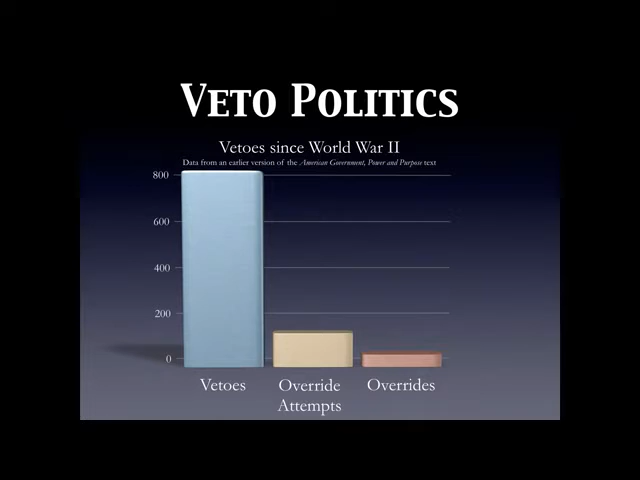 VETO POLITICS
Vetoes since World War II
Data from an earlier version of the American Government, Power and Purpose text
800
600
400
200
0
Vetoes
Override Attempts
Overrides